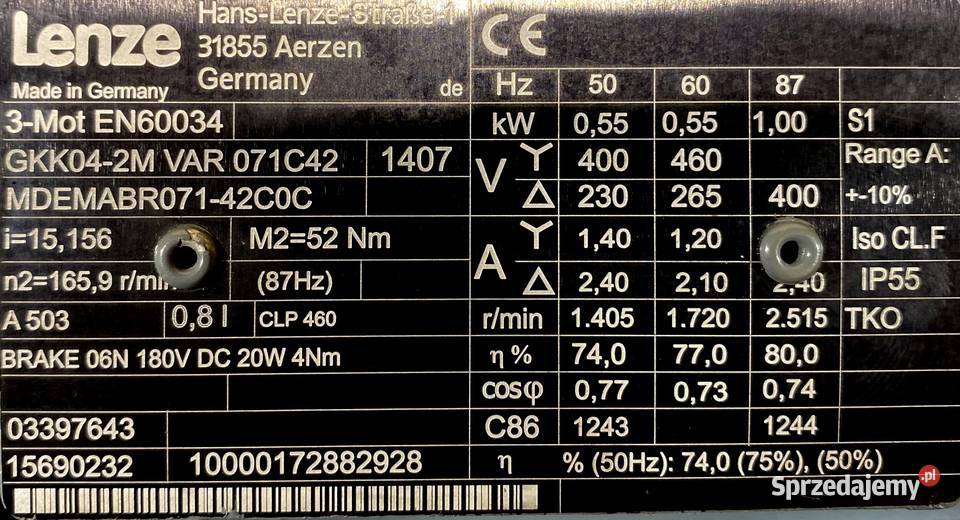 Lenze
Hans-Lenze-Straße-1
31855 Aerzen
Germany
Made in Germany
de
CE
Hz 50 60 87
3-Mot EN60034
kW 0,55 0,55 1,00 S1
GKK04-2M VAR 071C42 1407
V Y 400 460 Range A:
MDEMABR071-42C0C
Δ 230 265 400 +-10%
i=15,156 M2=52 Nm
A Y 1,40 1,20 Iso CL.F
n2=165,9 r/min (87Hz)
Δ 2,40 2,10 2,40 IP55
A 503 0,8 l CLP 460
r/min 1.405 1.720 2.515 TKO
BRAKE 06N 180V DC 20W 4Nm
η % 74,0 77,0 80,0
cosφ 0,77 0,73 0,74
03397643
C86 1243 1244
15690232 10000172882928
η % (50Hz): 74,0 (75%), (50%)
Sprzedajemy.pl